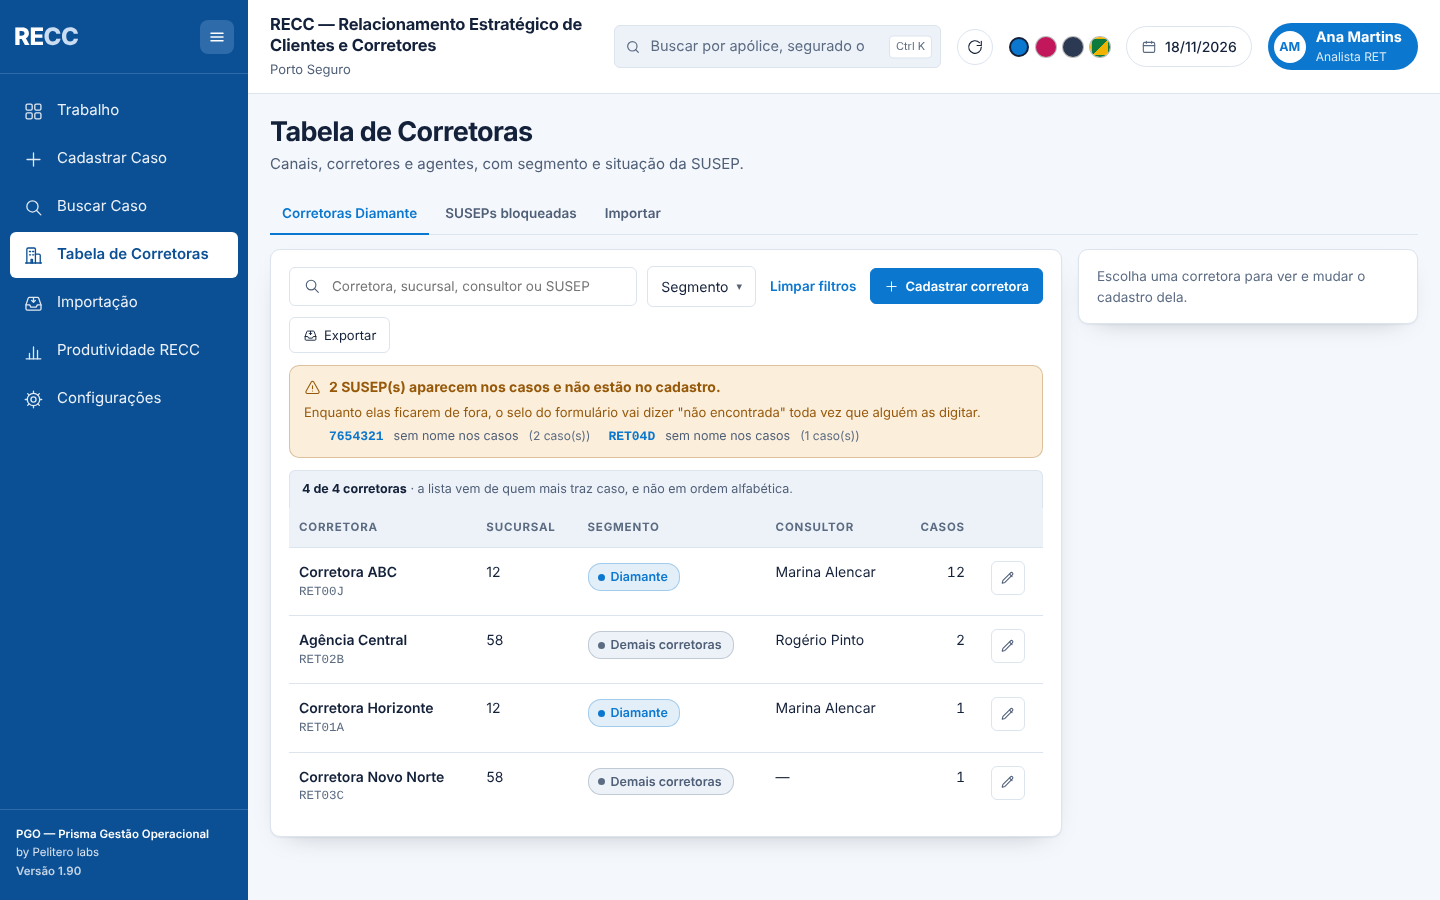 RECC
RECC — Relacionamento Estratégico de
Clientes e Corretores
Porto Seguro
Buscar por apólice, segurado o
Ctrl K
18/11/2026
AM
Ana Martins
Analista RET
Trabalho
Cadastrar Caso
Buscar Caso
Tabela de Corretoras
Importação
Produtividade RECC
Configurações
PGO — Prisma Gestão Operacional
by Pelitero labs
Versão 1.90
Tabela de Corretoras
Canais, corretores e agentes, com segmento e situação da SUSEP.
Corretoras Diamante
SUSEPs bloqueadas
Importar
Corretora, sucursal, consultor ou SUSEP
Segmento
Limpar filtros
Cadastrar corretora
Exportar
2 SUSEP(s) aparecem nos casos e não estão no cadastro.
Enquanto elas ficarem de fora, o selo do formulário vai dizer "não encontrada" toda vez que alguém as digitar.
7654321 sem nome nos casos (2 caso(s)) RET04D sem nome nos casos (1 caso(s))
4 de 4 corretoras · a lista vem de quem mais traz caso, e não em ordem alfabética.
CORRETORA SUCURSAL SEGMENTO CONSULTOR CASOS
Corretora ABC 12 Diamante Marina Alencar 12
RET00J
Agência Central 58 Demais corretoras Rogério Pinto 2
RET02B
Corretora Horizonte 12 Diamante Marina Alencar 1
RET01A
Corretora Novo Norte 58 Demais corretoras — 1
RET03C
Escolha uma corretora para ver e mudar o
cadastro dela.